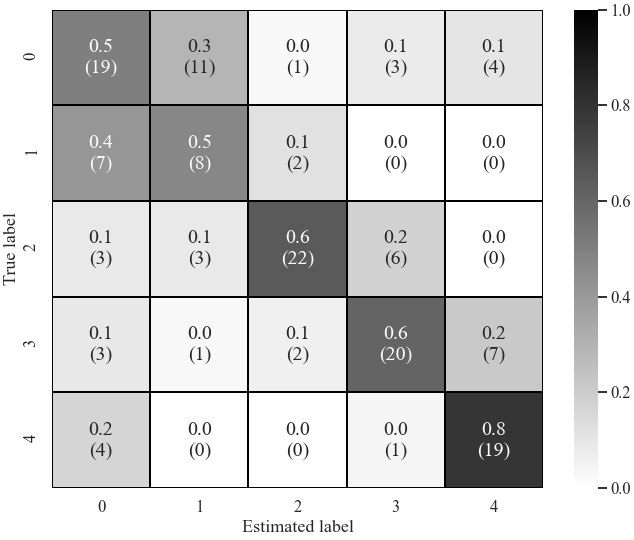 0.5 0.3 0.0 0.1 0.1 1.0
0 (19) (11) (1) (3) (4)
0.8
0.4 0.5 0.1 0.0 0.0
1 (7) (8) (2) (0) (0)
0.6
True label
0.1 0.1 0.6 0.2 0.0
2 (3) (3) (22) (6) (0)
0.4
0.1 0.0 0.1 0.6 0.2
3 (3) (1) (2) (20) (7)
0.2
0.2 0.0 0.0 0.0 0.8
4 (4) (0) (0) (1) (19)
0.0
0 1 2 3 4
Estimated label